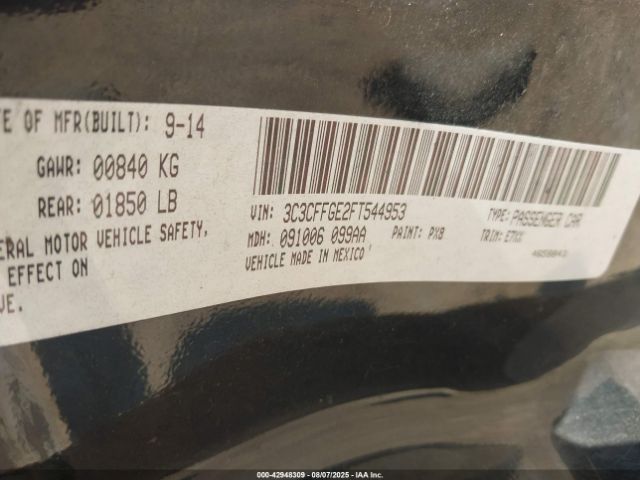 E OF MFR(BUILT): 9-14
GAWR: 00840 KG
REAR: 01850 LB
ERAL MOTOR VEHICLE SAFETY,
EFFECT ON
VE.
VIN: 3C3CFFGE2FT544953
TYPE: PASSENGER CAR
MDH: 091006 099AA
PAINT: PX8
TRIM: E7XX
VEHICLE MADE IN MEXICO
000-42948309 - 08/07/2025 - IAA Inc.